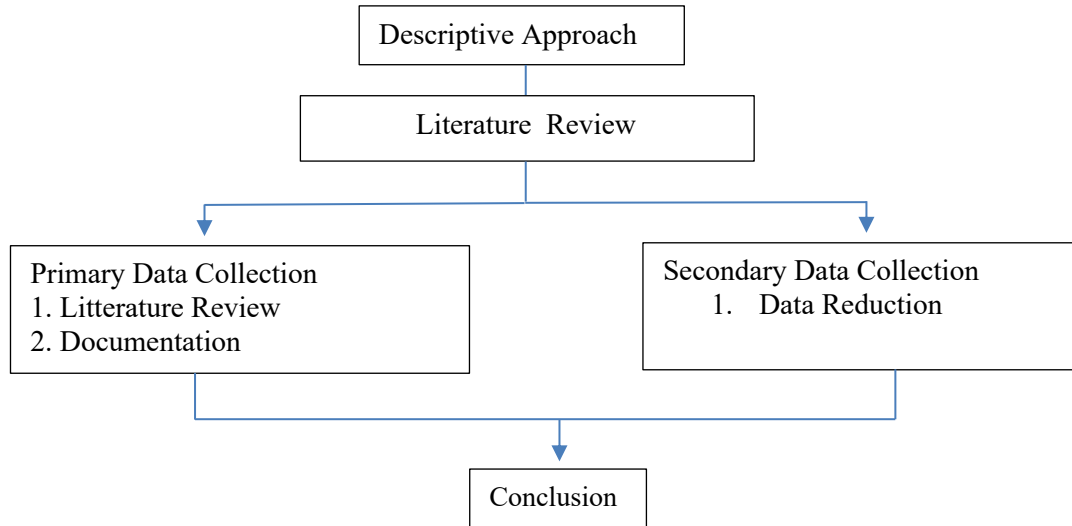 Descriptive Approach
Literature Review
Primary Data Collection
1. Litterature Review
2. Documentation
Secondary Data Collection
1. Data Reduction
Conclusion